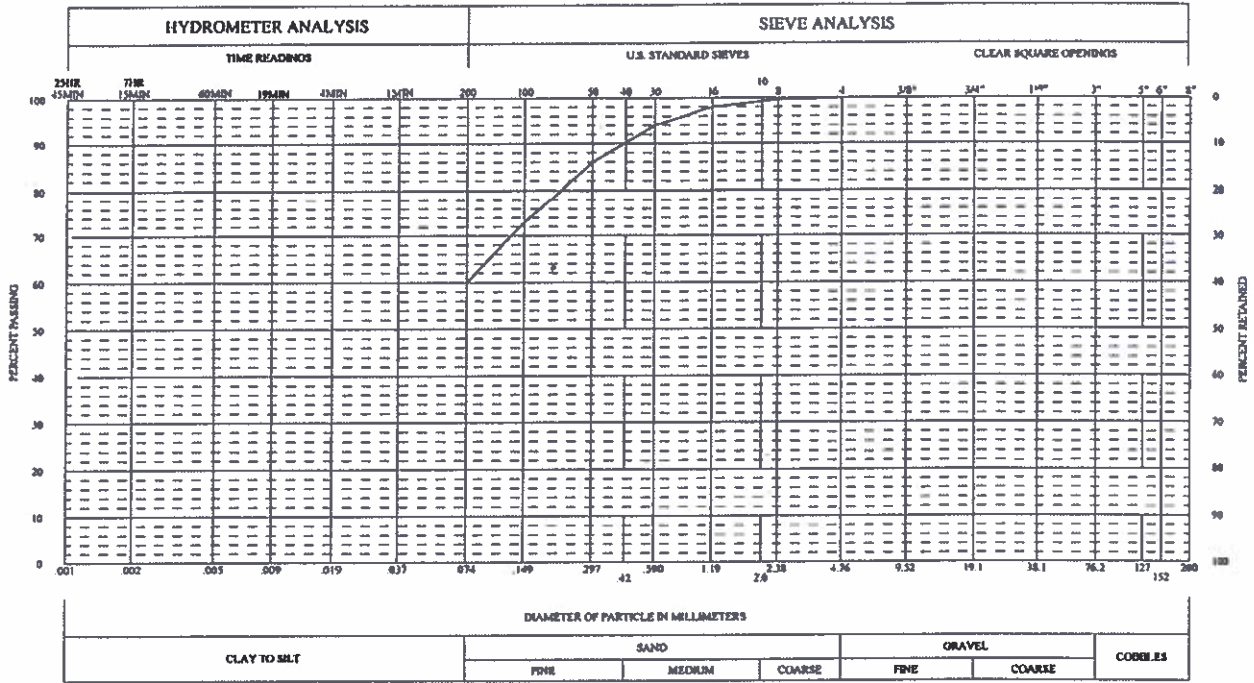 HYDROMETER ANALYSIS SIEVE ANALYSIS
TIME READINGS U.S. STANDARD SIEVES CLEAR SQUARE OPENINGS
25HR 7HR 10
45MIN 15MIN 60MIN 19MIN 4MIN 1MIN 200 100 50 40 30 16 8 4 3/8" 3/4" 3" 5" 6" 8"
100 0
90 10
80 20
70 30
60 40
50 50
40 60
30 70
20 80
10 90
0 100
PERCENT PASSING
PERCENT RETAINED
.001 .002 .005 .009 .019 .037 .074 .149 .297 .590 1.19 2.38 4.76 9.52 19.1 38.1 76.2 127 200
.42 2.0 152
DIAMETER OF PARTICLE IN MILLIMETERS
CLAY TO SILT SAND GRAVEL COBBLES
FINE MEDIUM COARSE FINE COARSE